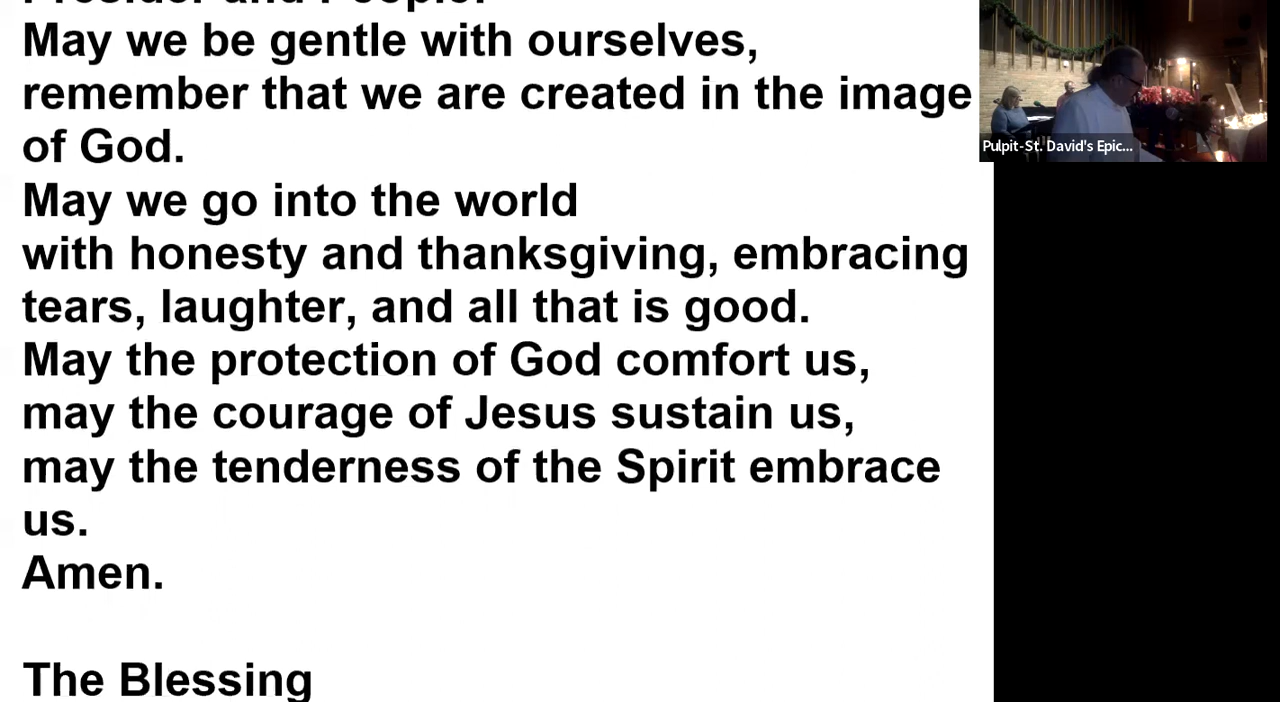 May we be gentle with ourselves,
remember that we are created in the image
of God.
May we go into the world
with honesty and thanksgiving, embracing
tears, laughter, and all that is good.
May the protection of God comfort us,
may the courage of Jesus sustain us,
may the tenderness of the Spirit embrace
us.
Amen.
The Blessing
Pulpit-St. David's Epic...